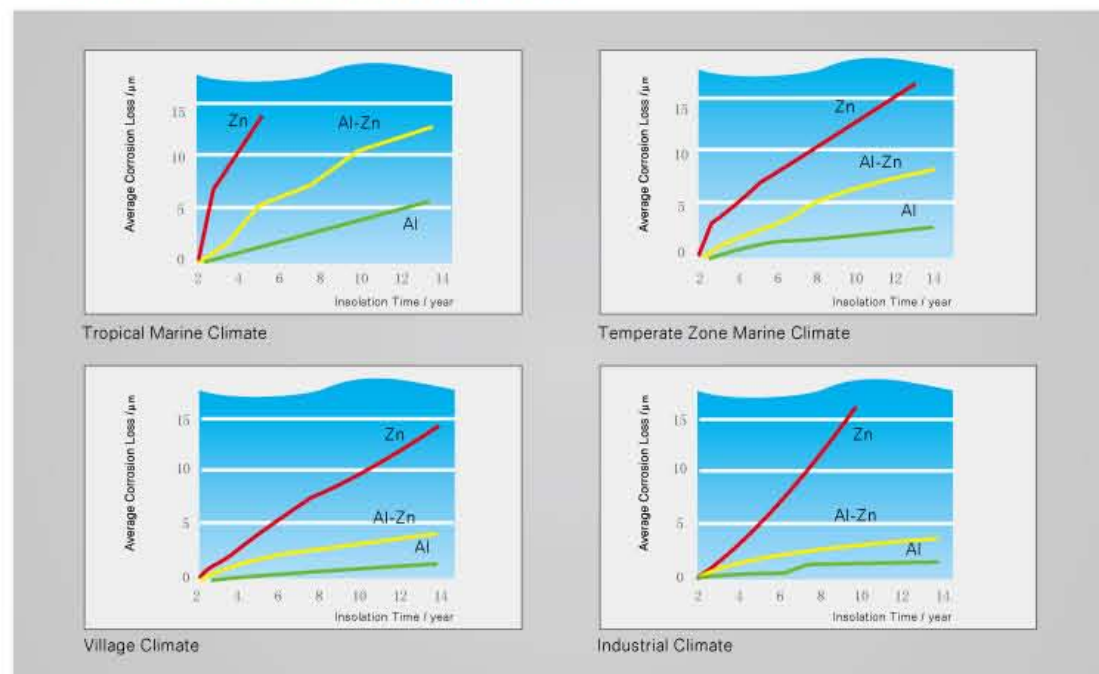 Average Corrosion Loss /μm
15
10
5
0
Zn
Al-Zn
Al
2 4 6 8 10 12 14
Insolation Time / year
Tropical Marine Climate
Average Corrosion Loss /μm
15
10
5
0
Zn
Al-Zn
Al
2 4 6 8 10 12 14
Insolation Time / year
Temperate Zone Marine Climate
Average Corrosion Loss /μm
15
10
5
0
Zn
Al-Zn
Al
2 4 6 8 10 12 14
Insolation Time / year
Village Climate
Average Corrosion Loss /μm
15
10
5
0
Zn
Al-Zn
Al
2 4 6 8 10 12 14
Insolation Time / year
Industrial Climate